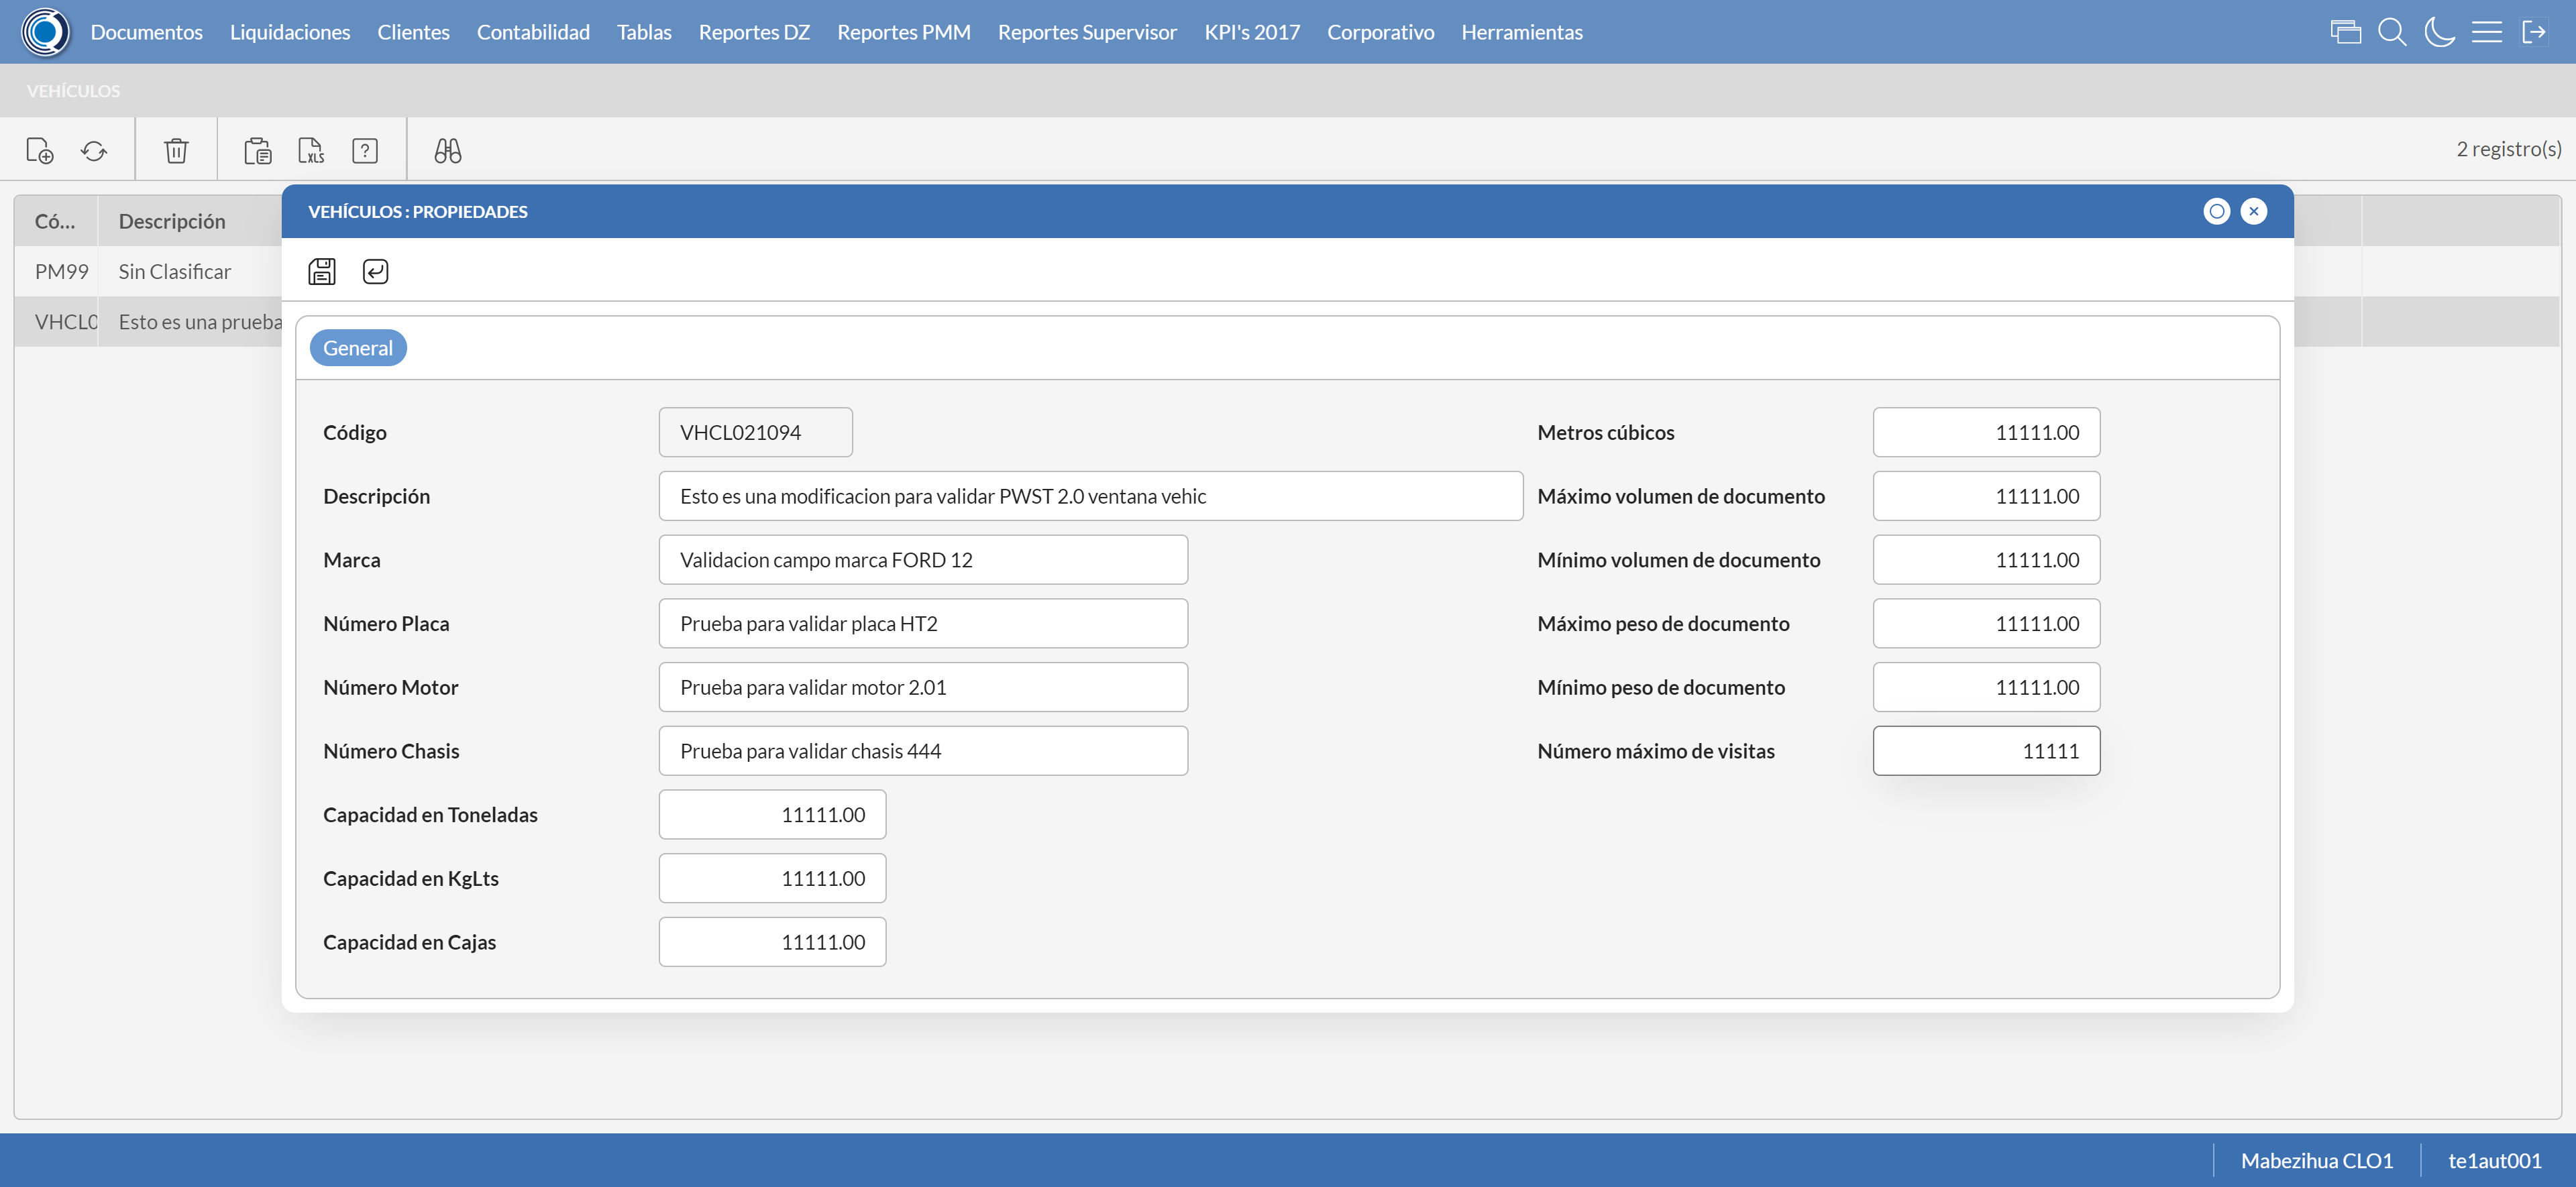 Documentos Liquidaciones Clientes Contabilidad Tablas Reportes DZ Reportes PMM Reportes Supervisor KPI's 2017 Corporativo Herramientas
VEHÍCULOS
XLS ? 2 registro(s)
Có... Descripción
PM99 Sin Clasificar
VHCL0 Esto es una prueba
VEHÍCULOS : PROPIEDADES
General
Código VHCL021094
Descripción Esto es una modificacion para validar PWST 2.0 ventana vehic
Marca Validacion campo marca FORD 12
Número Placa Prueba para validar placa HT2
Número Motor Prueba para validar motor 2.01
Número Chasis Prueba para validar chasis 444
Capacidad en Toneladas 11111.00
Capacidad en KgLts 11111.00
Capacidad en Cajas 11111.00
Metros cúbicos 11111.00
Máximo volumen de documento 11111.00
Mínimo volumen de documento 11111.00
Máximo peso de documento 11111.00
Mínimo peso de documento 11111.00
Número máximo de visitas 11111
Mabezihua CLO1 te1aut001